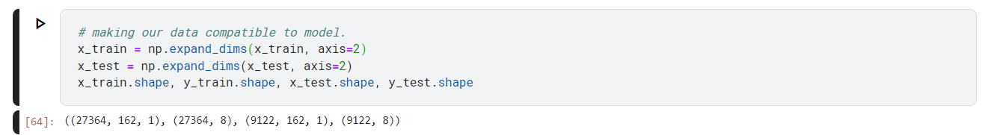 # making our data compatible to model.
x_train = np.expand_dims(x_train, axis=2)
x_test = np.expand_dims(x_test, axis=2)
x_train.shape, y_train.shape, x_test.shape, y_test.shape
[64]: ((27364, 162, 1), (27364, 8), (9122, 162, 1), (9122, 8))